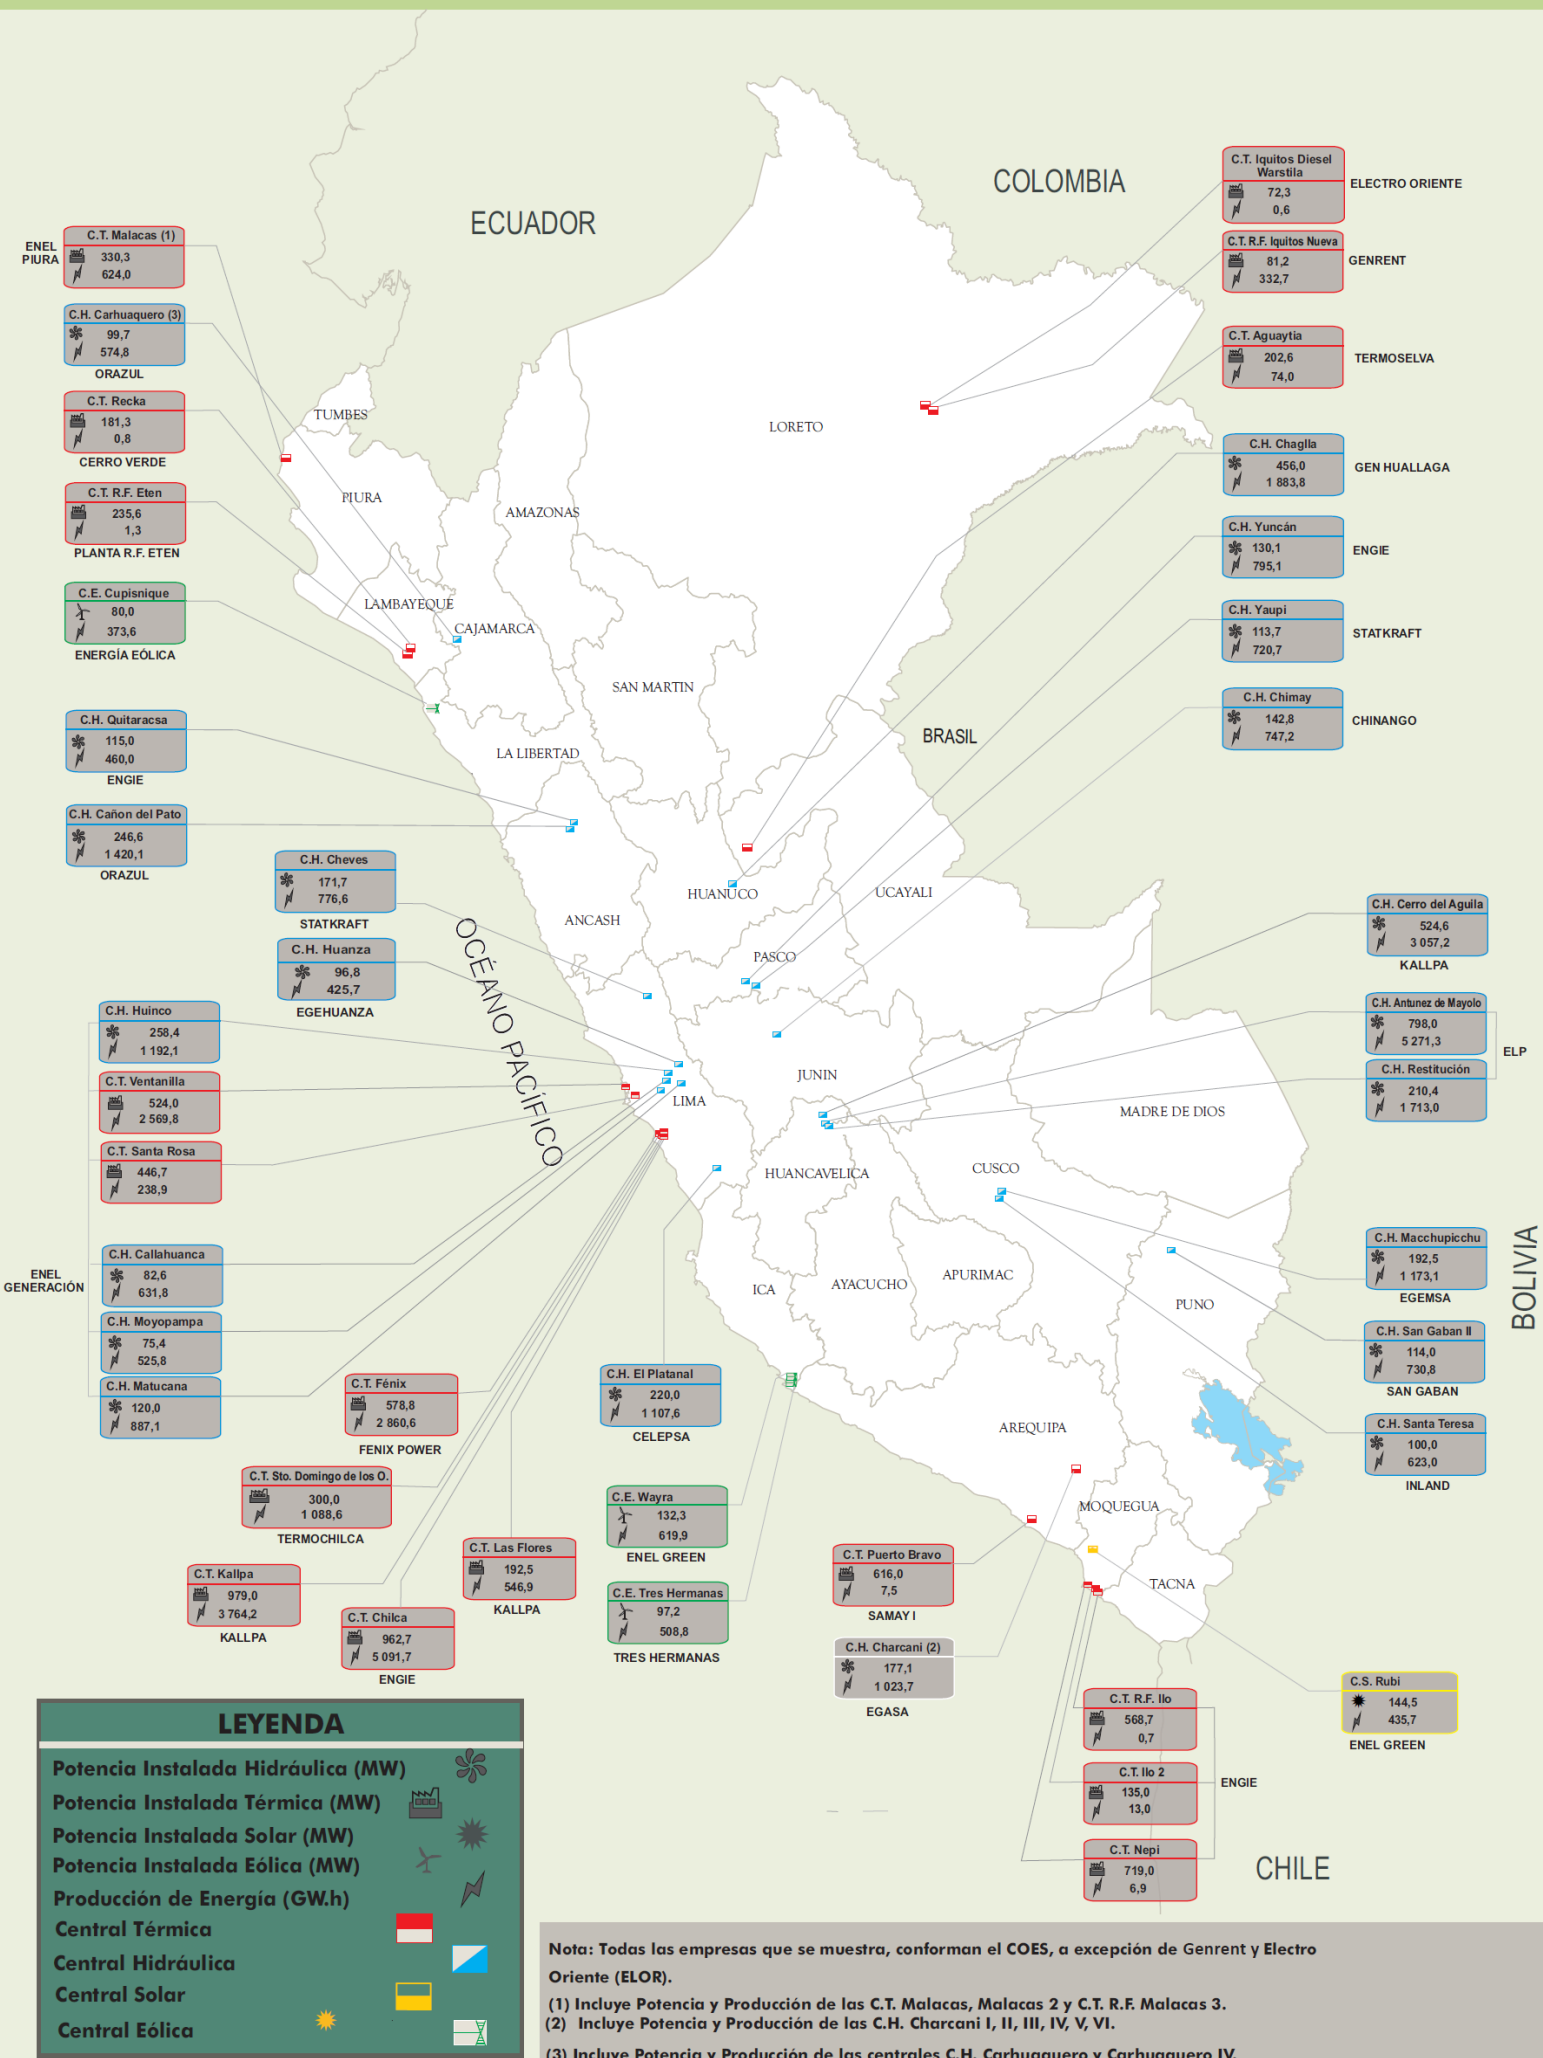 COLOMBIA
ECUADOR
BRASIL
BOLIVIA
CHILE
OCÉANO PACÍFICO
TUMBES
PIURA
LORETO
AMAZONAS
LAMBAYEQUE
CAJAMARCA
SAN MARTIN
LA LIBERTAD
ANCASH
HUANUCO
UCAYALI
PASCO
JUNIN
LIMA
MADRE DE DIOS
HUANCAVELICA
CUSCO
ICA
AYACUCHO
APURIMAC
PUNO
AREQUIPA
MOQUEGUA
TACNA
ENEL
PIURA
C.T. Malacas (1)
330,3
624,0
C.H. Carhuaquero (3)
99,7
574,8
ORAZUL
C.T. Recka
181,3
0,8
CERRO VERDE
C.T. R.F. Eten
235,6
1,3
PLANTA R.F. ETEN
C.E. Cupisnique
80,0
373,6
ENERGÍA EÓLICA
C.H. Quitaracsa
115,0
460,0
ENGIE
C.H. Cañon del Pato
246,6
1 420,1
ORAZUL
C.H. Cheves
171,7
776,6
STATKRAFT
C.H. Huanza
96,8
425,7
EGEHUANZA
C.H. Huinco
258,4
1 192,1
C.T. Ventanilla
524,0
2 569,8
C.T. Santa Rosa
446,7
238,9
ENEL
GENERACIÓN
C.H. Callahuanca
82,6
631,8
C.H. Moyopampa
75,4
525,8
C.H. Matucana
120,0
887,1
C.T. Fénix
578,8
2 860,6
FENIX POWER
C.T. Sto. Domingo de los O.
300,0
1 088,6
TERMOCHILCA
C.T. Kallpa
979,0
3 764,2
KALLPA
C.T. Chilca
962,7
5 091,7
ENGIE
C.T. Las Flores
192,5
546,9
KALLPA
C.H. El Platanal
220,0
1 107,6
CELEPSA
C.E. Wayra
132,3
619,9
ENEL GREEN
C.E. Tres Hermanas
97,2
508,8
TRES HERMANAS
C.T. Puerto Bravo
616,0
7,5
SAMAY I
C.H. Charcani (2)
177,1
1 023,7
EGASA
C.T. R.F. Ilo
568,7
0,7
C.T. Ilo 2
135,0
13,0
ENGIE
C.T. Nepi
719,0
6,9
C.T. Iquitos Diesel
Warstila
72,3
0,6
ELECTRO ORIENTE
C.T. R.F. Iquitos Nueva
81,2
332,7
GENRENT
C.T. Aguaytia
202,6
74,0
TERMOSELVA
C.H. Chaglla
456,0
1 883,8
GEN HUALLAGA
C.H. Yuncán
130,1
795,1
ENGIE
C.H. Yaupi
113,7
720,7
STATKRAFT
C.H. Chimay
142,8
747,2
CHINANGO
C.H. Cerro del Aguila
524,6
3 057,2
KALLPA
C.H. Antunez de Mayolo
798,0
5 271,3
ELP
C.H. Restitución
210,4
1 713,0
C.H. Macchupicchu
192,5
1 173,1
EGEMSA
C.H. San Gaban II
114,0
730,8
SAN GABAN
C.H. Santa Teresa
100,0
623,0
INLAND
C.S. Rubi
144,5
435,7
ENEL GREEN
LEYENDA
Potencia Instalada Hidráulica (MW)
Potencia Instalada Térmica (MW)
Potencia Instalada Solar (MW)
Potencia Instalada Eólica (MW)
Producción de Energía (GW.h)
Central Térmica
Central Hidráulica
Central Solar
Central Eólica
Nota: Todas las empresas que se muestra, conforman el COES, a excepción de Genrent y Electro
Oriente (ELOR).
(1) Incluye Potencia y Producción de las C.T. Malacas, Malacas 2 y C.T. R.F. Malacas 3.
(2) Incluye Potencia y Producción de las C.H. Charcani I, II, III, IV, V, VI.
(3) Incluye Potencia y Producción de las centrales C.H. Carhuaquero y Carhuaquero IV.